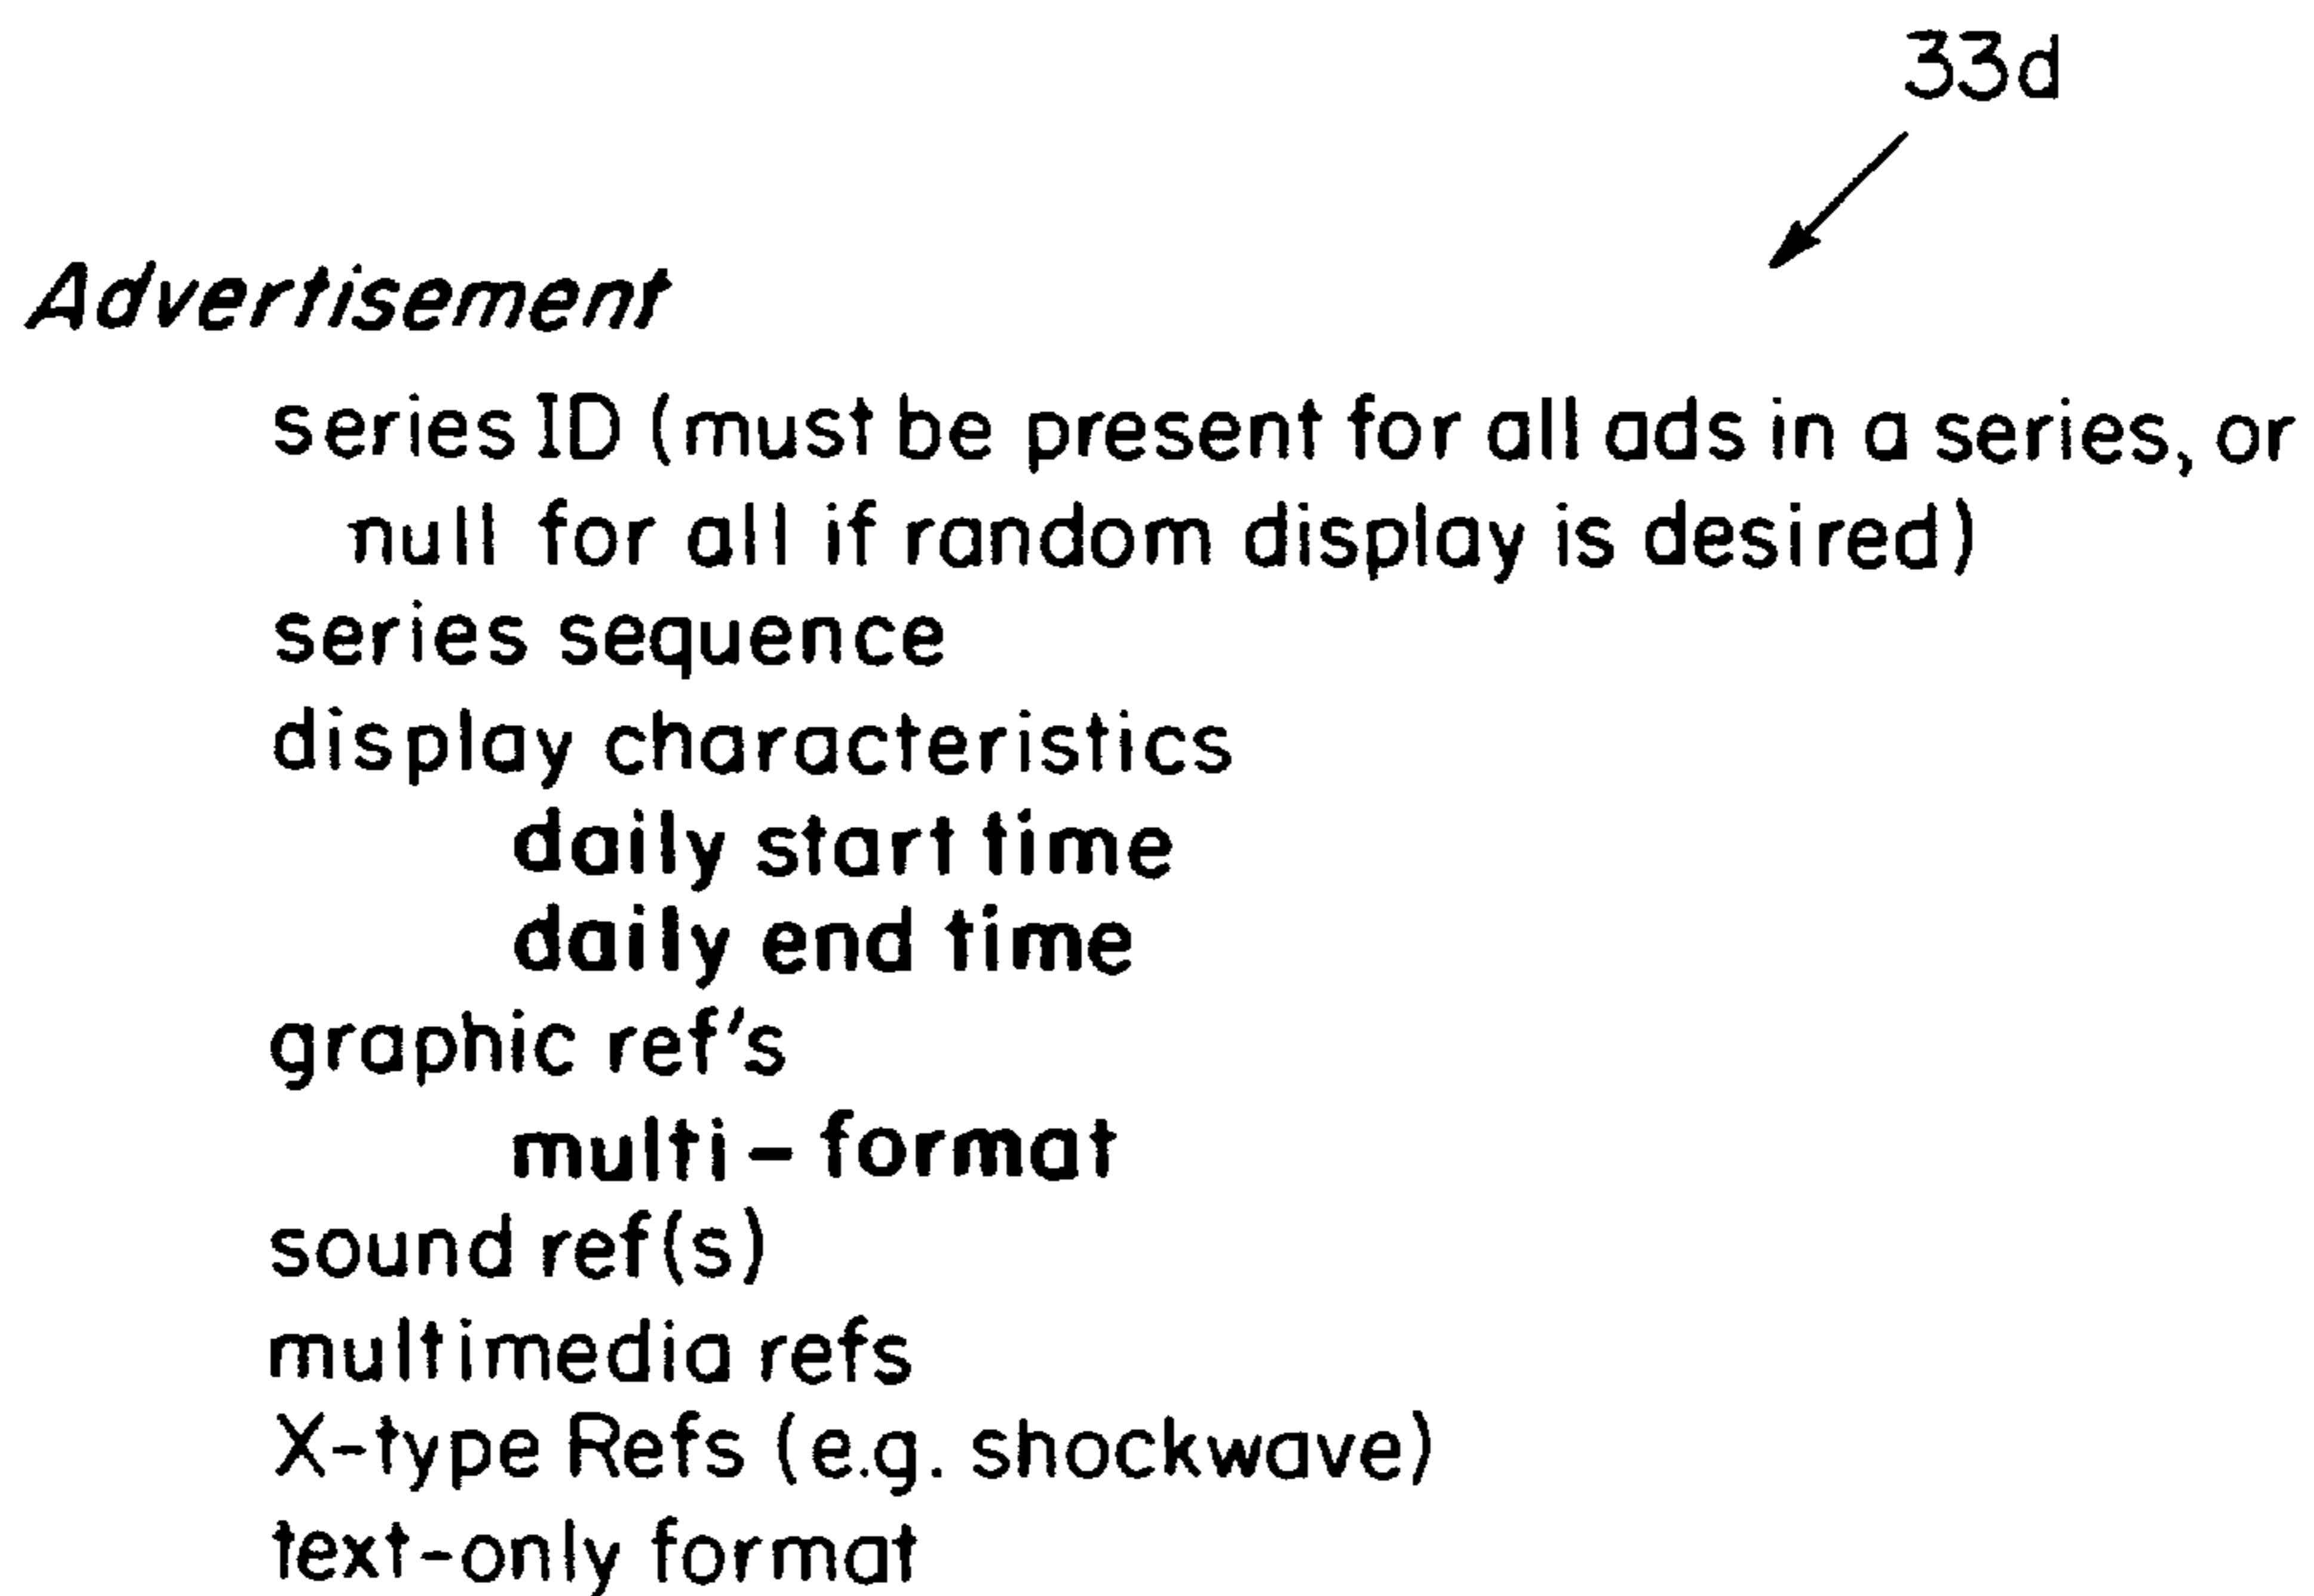 33d
Advertisement
series ID (must be present for all ads in a series, or
null for all if random display is desired)
series sequence
display characteristics
daily start time
daily end time
graphic ref's
multi-format
sound ref(s)
multimedia refs
X-type Refs (e.g. shockwave)
text-only format